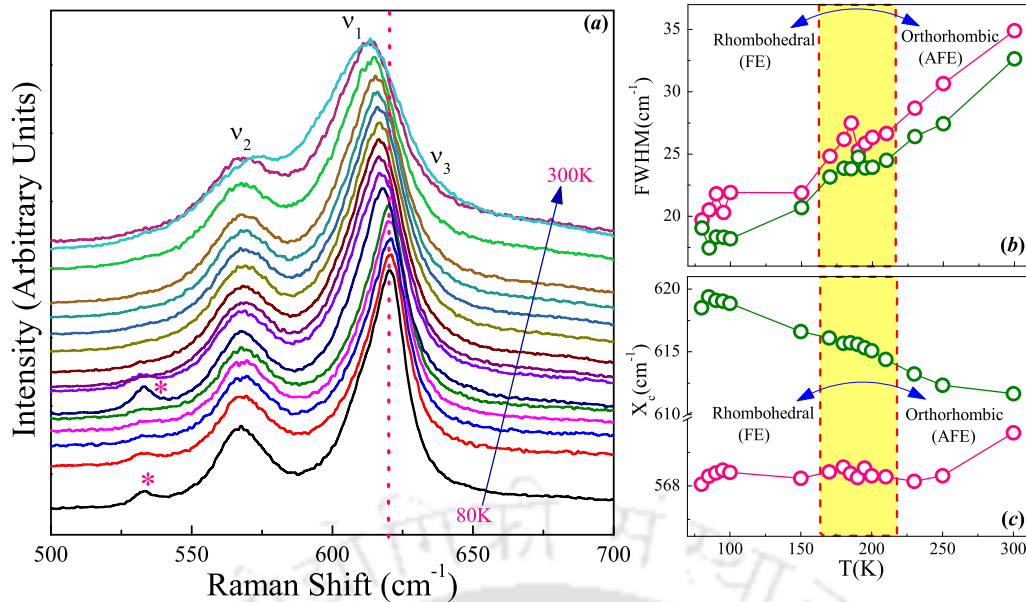 (a)
ν1
ν2
ν3
300K
80K
*
*
Intensity (Arbitrary Units)
500 550 600 650 700
Raman Shift (cm-1)
35
30
25
20
FWHM(cm-1)
Rhombohedral
(FE)
Orthorhombic
(AFE)
(b)
620
615
610
568
Xc(cm-1)
Rhombohedral
(FE)
Orthorhombic
(AFE)
(c)
100 150 200 250 300
T(K)